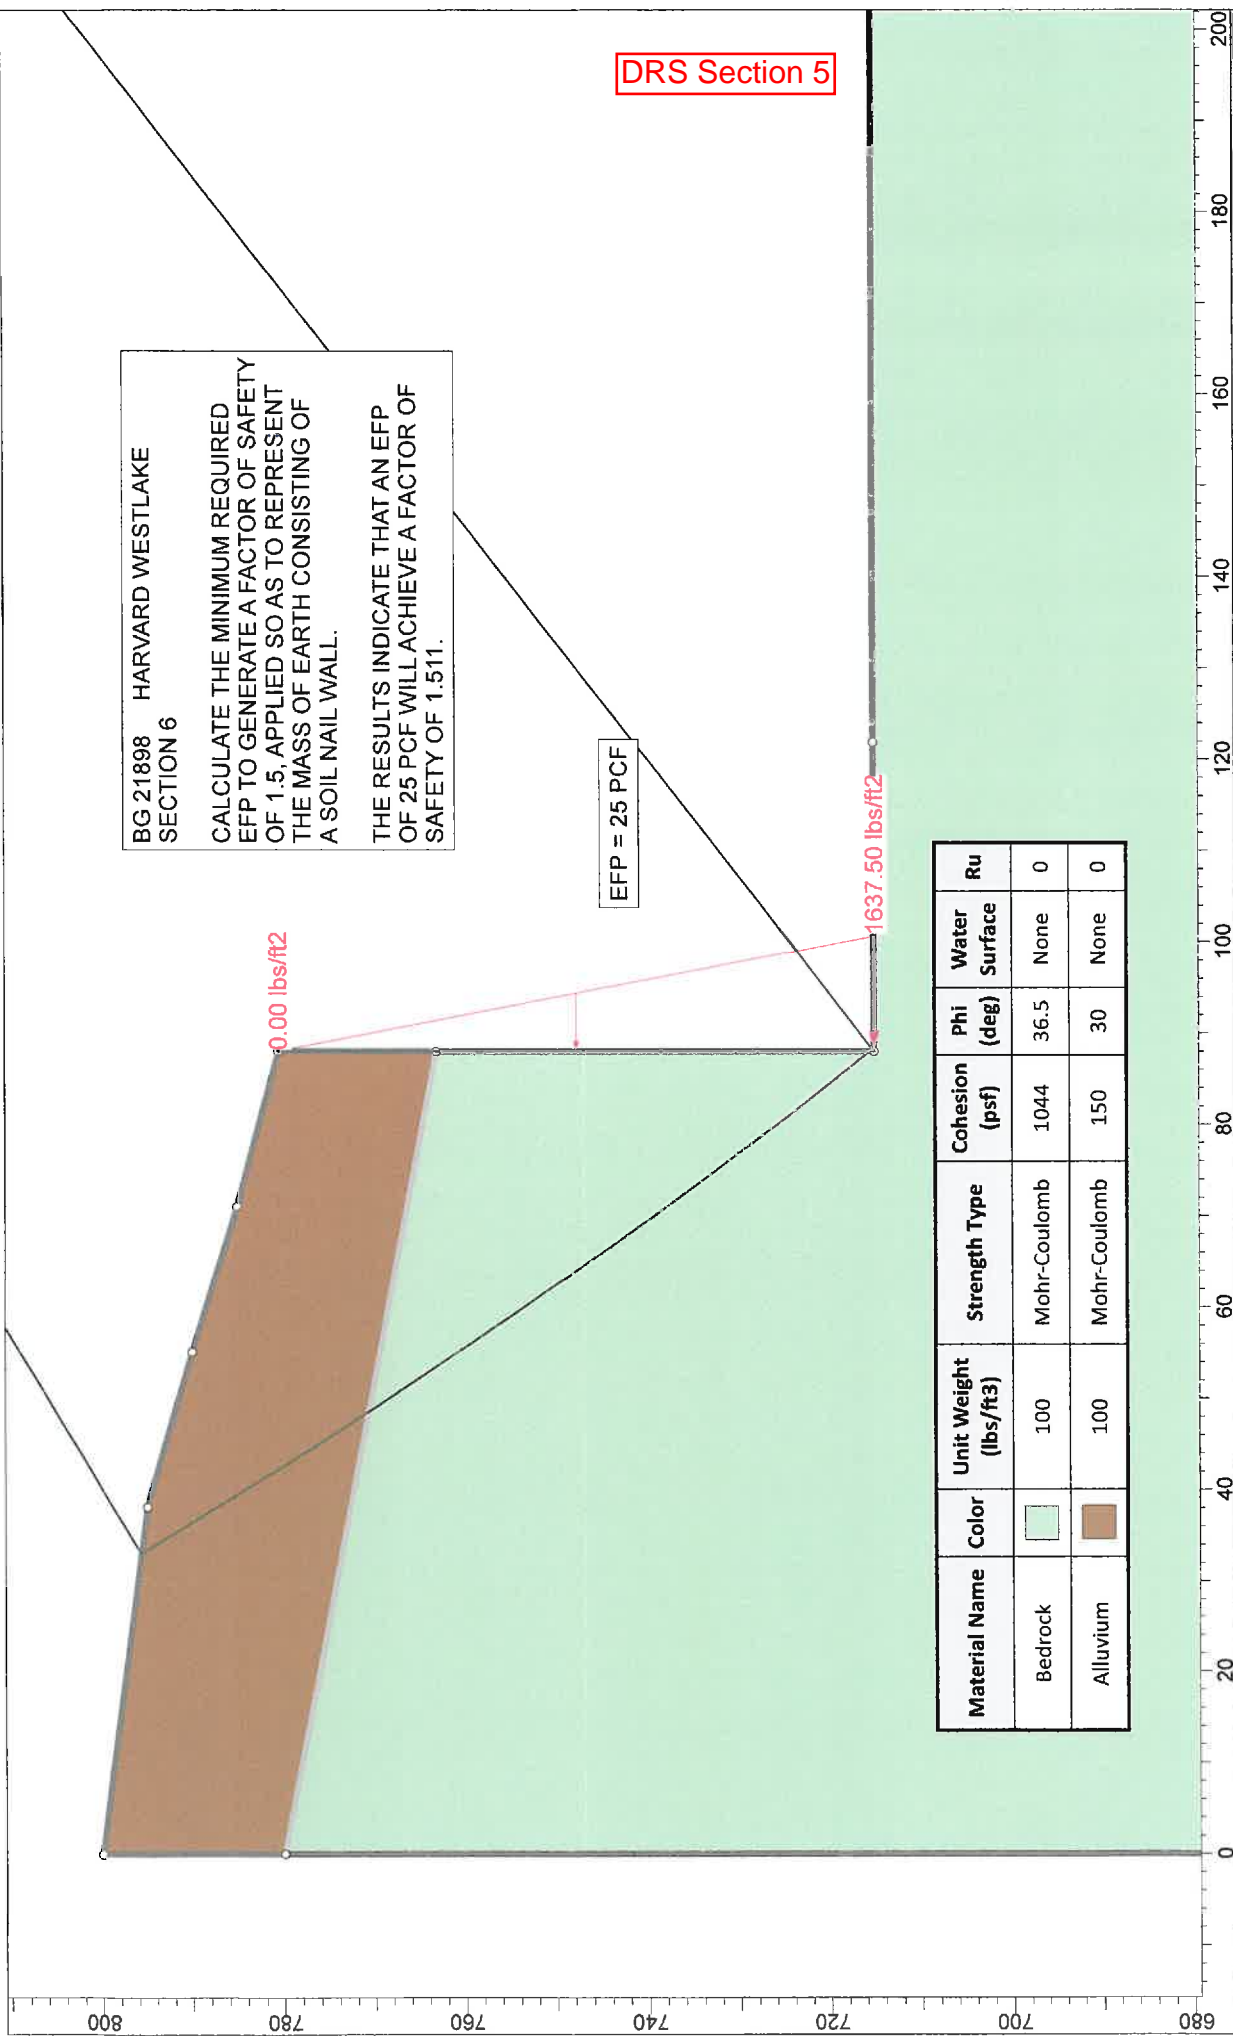 DRS Section 5
BG 21898 HARVARD WESTLAKE
SECTION 6
CALCULATE THE MINIMUM REQUIRED
EFP TO GENERATE A FACTOR OF SAFETY
OF 1.5, APPLIED SO AS TO REPRESENT
THE MASS OF EARTH CONSISTING OF
A SOIL NAIL WALL.
THE RESULTS INDICATE THAT AN EFP
OF 25 PCF WILL ACHIEVE A FACTOR OF
SAFETY OF 1.511.
EFP = 25 PCF
0.00 lbs/ft2
1637.50 lbs/ft2
Material Name Color Unit Weight (lbs/ft3) Strength Type Cohesion (psf) Phi (deg) Water Surface Ru
Bedrock 100 Mohr-Coulomb 1044 36.5 None 0
Alluvium 100 Mohr-Coulomb 150 30 None 0
800
780
760
740
720
700
680
0 20 40 60 80 100 120 140 160 180 200